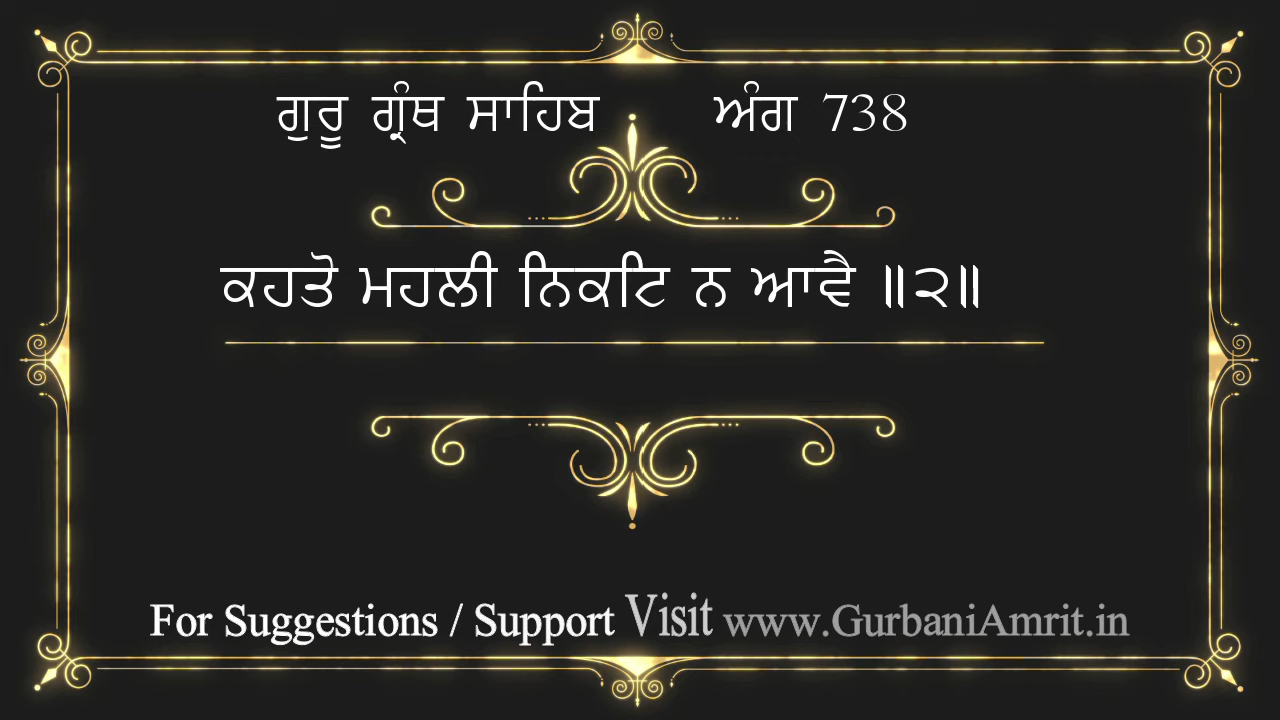 ਗੁਰੂ ਗ੍ਰੰਥ ਸਾਹਿਬ ਅੰਗ 738
ਕਹਤੋ ਮਹਲੀ ਨਿਕਟਿ ਨ ਆਵੈ ॥੨॥
For Suggestions / Support Visit www.GurbaniAmrit.in